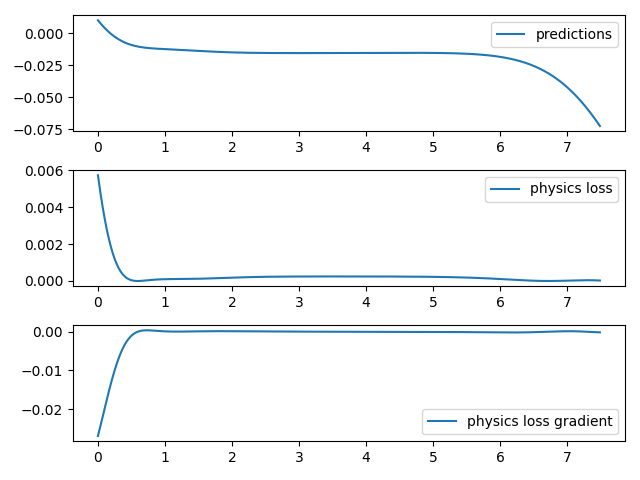 0.000
−0.025
−0.050
−0.075
predictions
0 1 2 3 4 5 6 7
0.006
0.004
0.002
0.000
physics loss
0 1 2 3 4 5 6 7
0.00
−0.01
−0.02
physics loss gradient
0 1 2 3 4 5 6 7